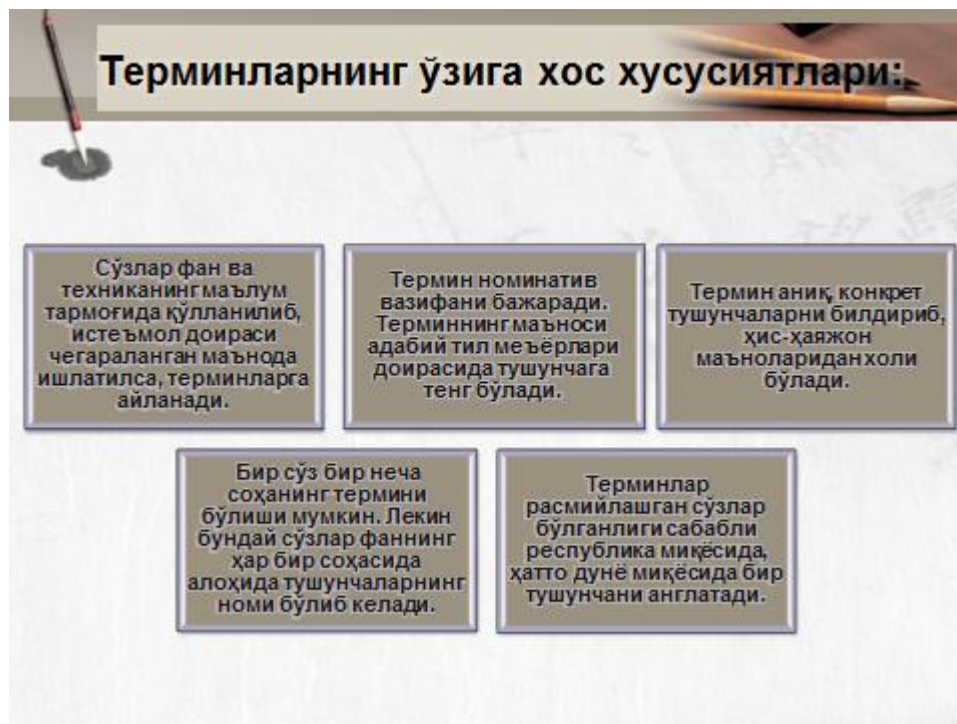 Терминларнинг ўзига хос хусусиятлари:
Сўзлар фан ва
техниканинг маълум
тармоғида қўлланилиб,
истеъмол доираси
чегараланган маънода
ишлатилса, терминларга
айланади.
Термин номинатив
вазифани бажаради.
Терминнинг маъноси
адабий тил меъёрлари
доирасида тушунчага
тенг бўлади.
Термин аниқ, конкрет
тушунчаларни билдириб,
ҳис-ҳаяжон
маъноларидан холи
бўлади.
Бир сўз бир неча
соҳанинг термини
бўлиши мумкин. Лекин
бундай сўзлар фаннинг
ҳар бир соҳасида
алоҳида тушунчаларнинг
номи бўлиб келади.
Терминлар
расмийлашган сўзлар
бўлганлиги сабабли
республика миқёсида,
ҳатто дунё миқёсида бир
тушунчани англатади.